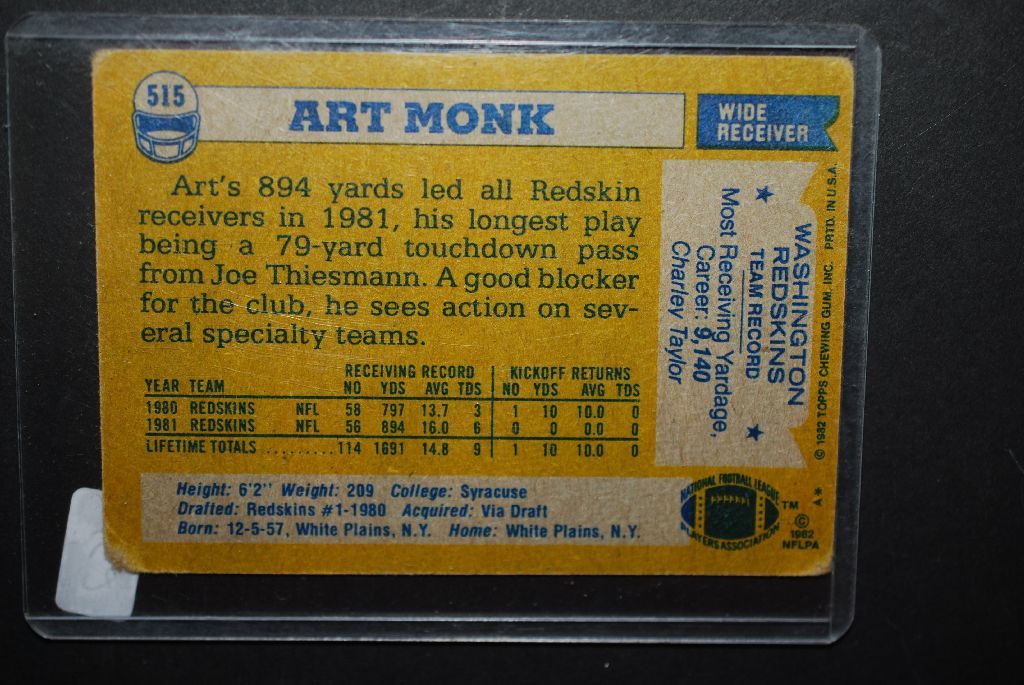 515
ART MONK
WIDE
RECEIVER
Art's 894 yards led all Redskin
receivers in 1981, his longest play
being a 79-yard touchdown pass
from Joe Thiesmann. A good blocker
for the club, he sees action on sev-
eral specialty teams.
RECEIVING RECORD KICKOFF RETURNS
YEAR TEAM NO YDS AVG TDS NO YDS AVG TDS
1980 REDSKINS NFL 58 797 13.7 3 1 10 10.0 0
1981 REDSKINS NFL 56 894 16.0 6 0 0 0.0 0
LIFETIME TOTALS ..........114 1691 14.8 9 1 10 10.0 0
Height: 6'2" Weight: 209 College: Syracuse
Drafted: Redskins #1-1980 Acquired: Via Draft
Born: 12-5-57, White Plains, N.Y. Home: White Plains, N.Y.
WASHINGTON
REDSKINS
TEAM RECORD
Most Receiving Yardage,
Career: 9,140
Charley Taylor
© 1982 TOPPS CHEWING GUM, INC. PRTD. IN U.S.A.
A*
NATIONAL FOOTBALL LEAGUE
PLAYERS ASSOCIATION
TM
©
1982
NFLPA